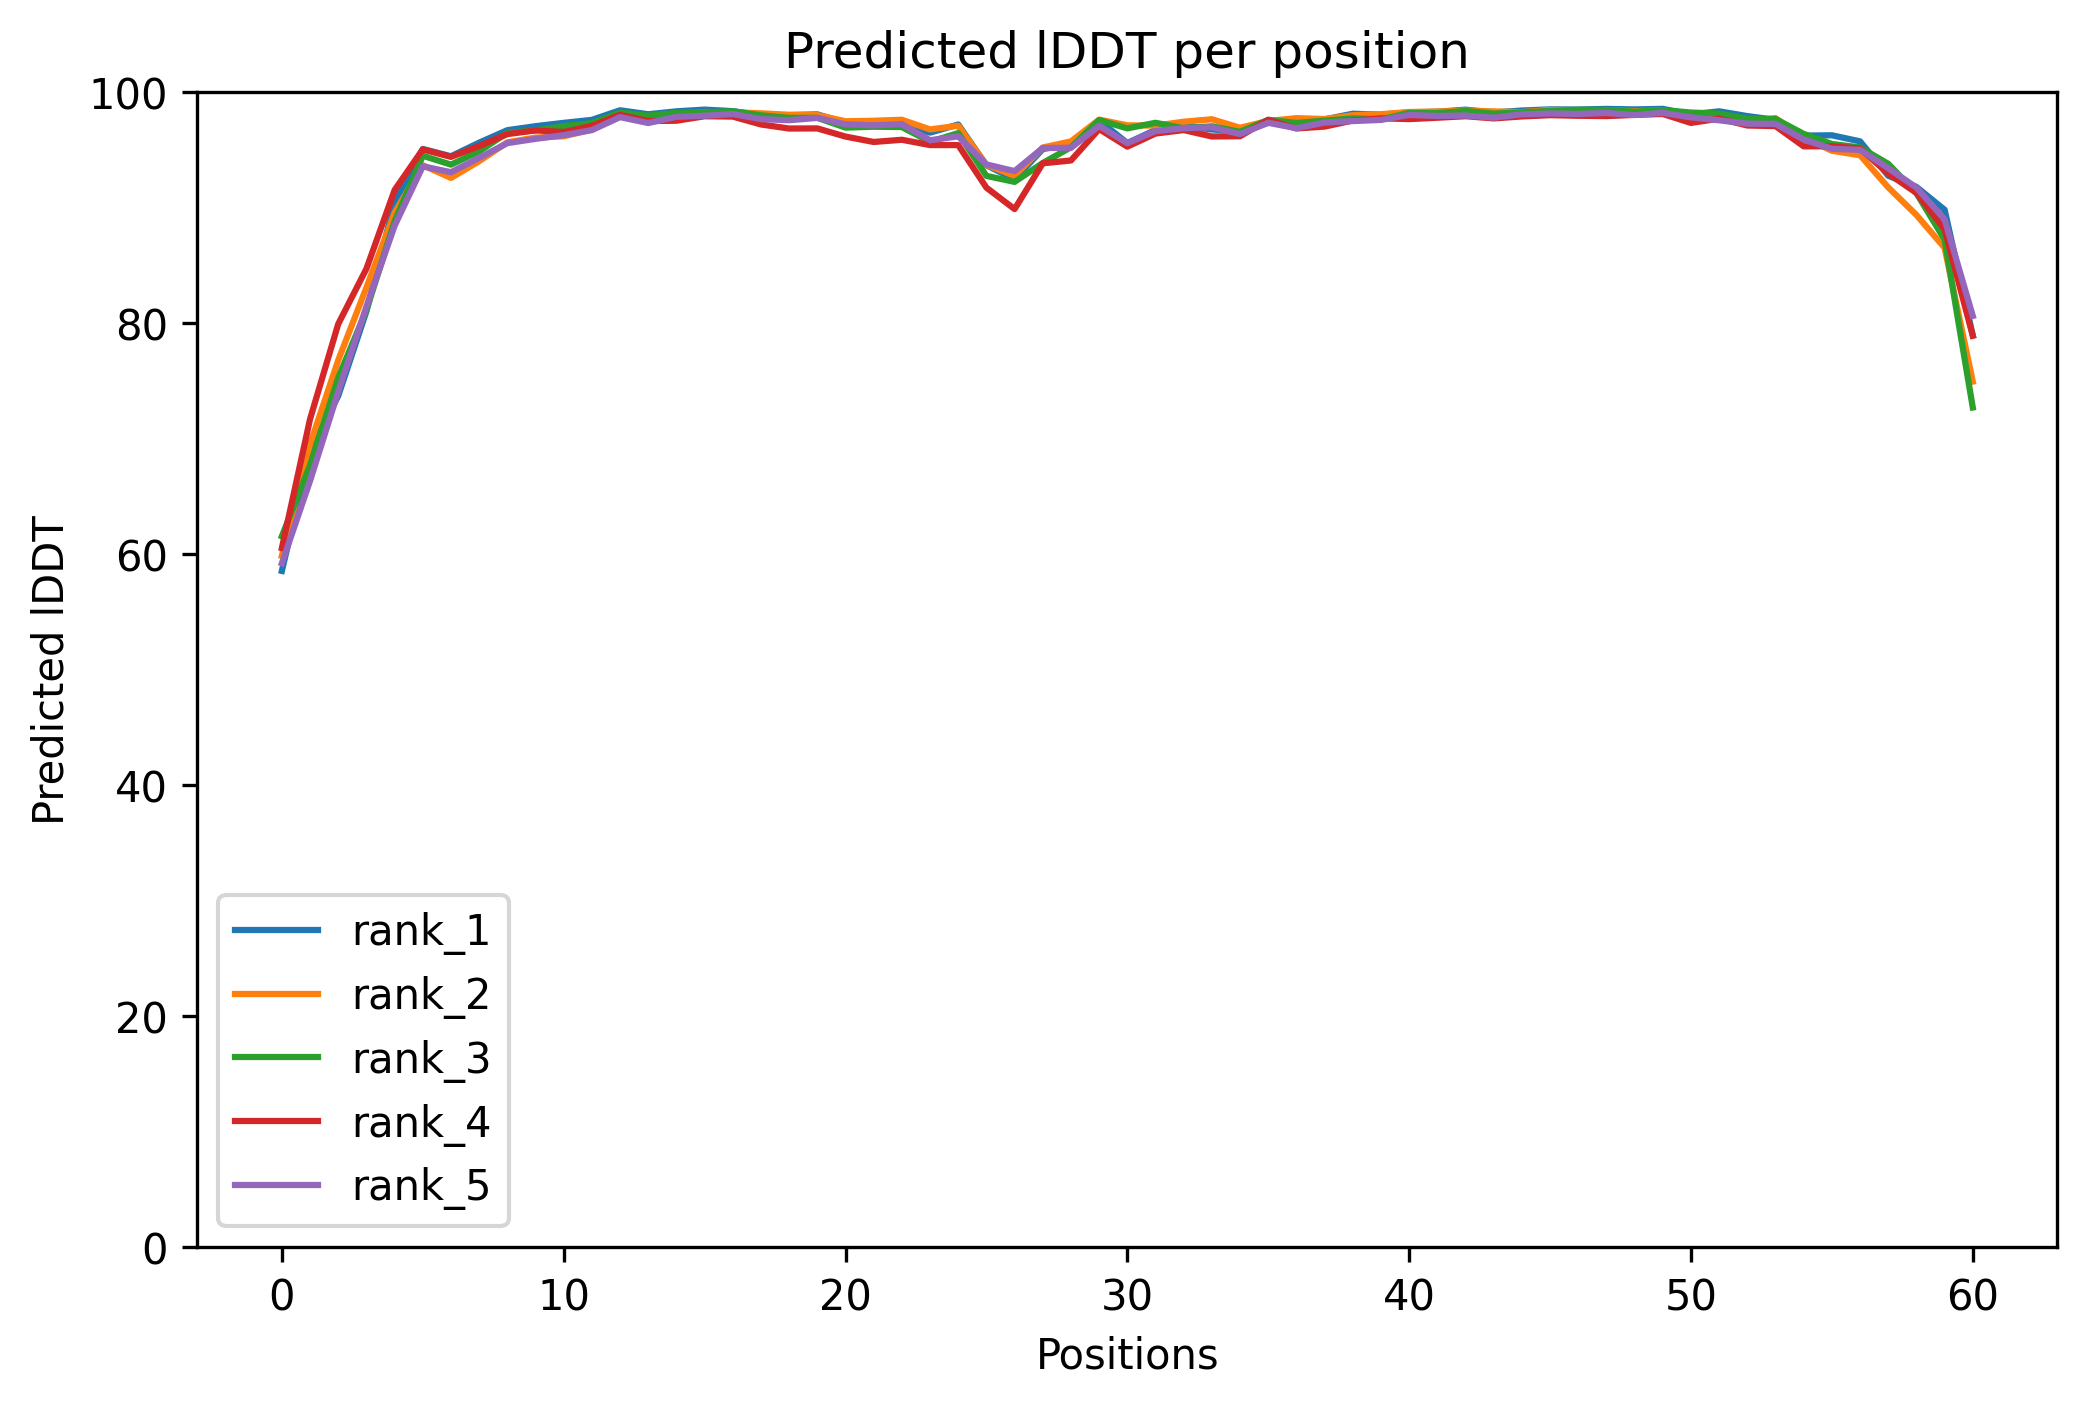 Predicted lDDT per position
100
80
60
40
20
0
Predicted lDDT
rank_1
rank_2
rank_3
rank_4
rank_5
0 10 20 30 40 50 60
Positions